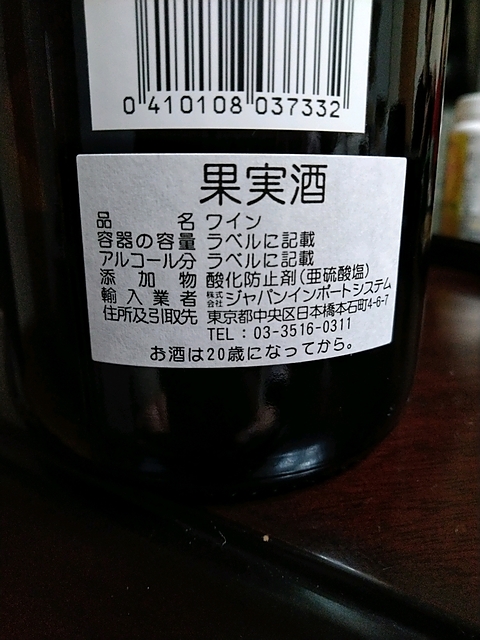 0 410108 037332
果実酒
品名 ワイン
容器の容量 ラベルに記載
アルコール分 ラベルに記載
添加物 酸化防止剤(亜硫酸塩)
輸入業者 株式会社ジャパンインポートシステム
住所及引取先 東京都中央区日本橋本石町4-6-7
TEL : 03-3516-0311
お酒は20歳になってから。